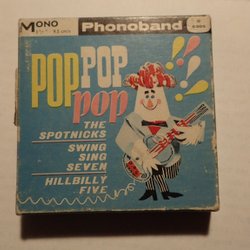 MONO
Phonoband
POP POP
pop
THE
SPOTNICKS
SWING
SING
SEVEN
HILLBILLY
FIVE